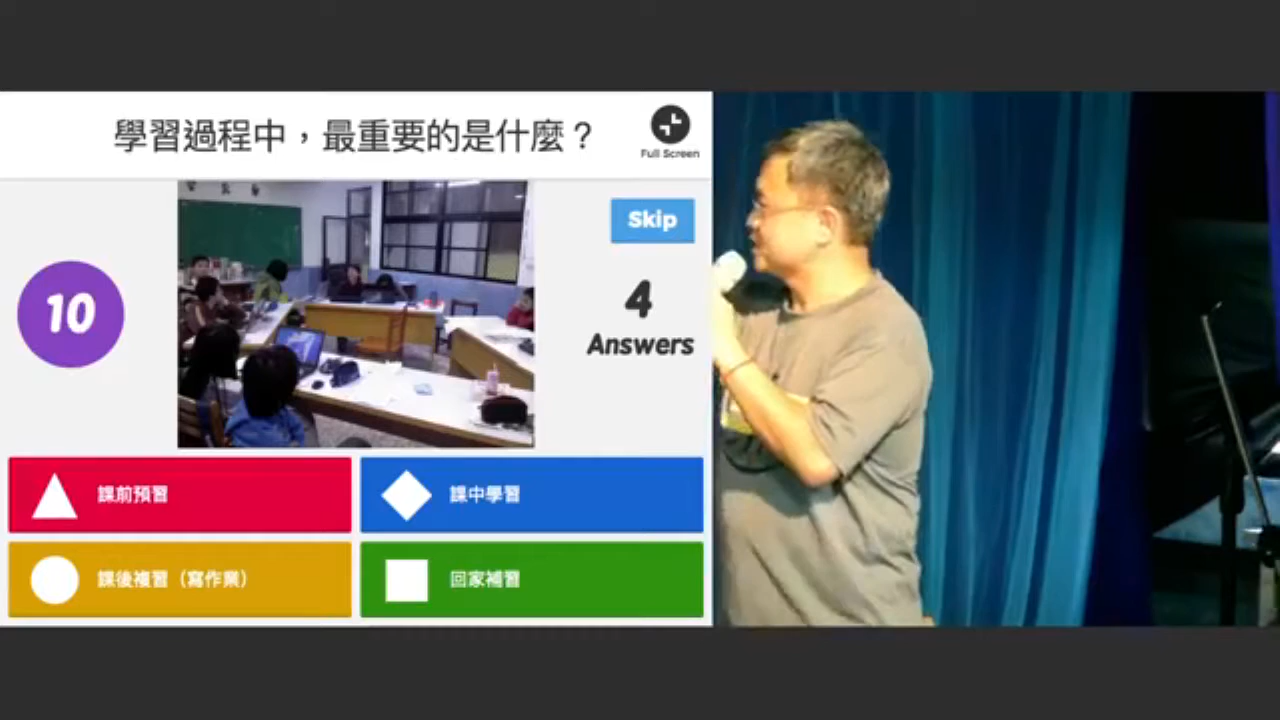 學習過程中，最重要的是什麼？
Full Screen
Skip
10
4
Answers
課前預習
課中學習
課後複習（寫作業）
回家補習